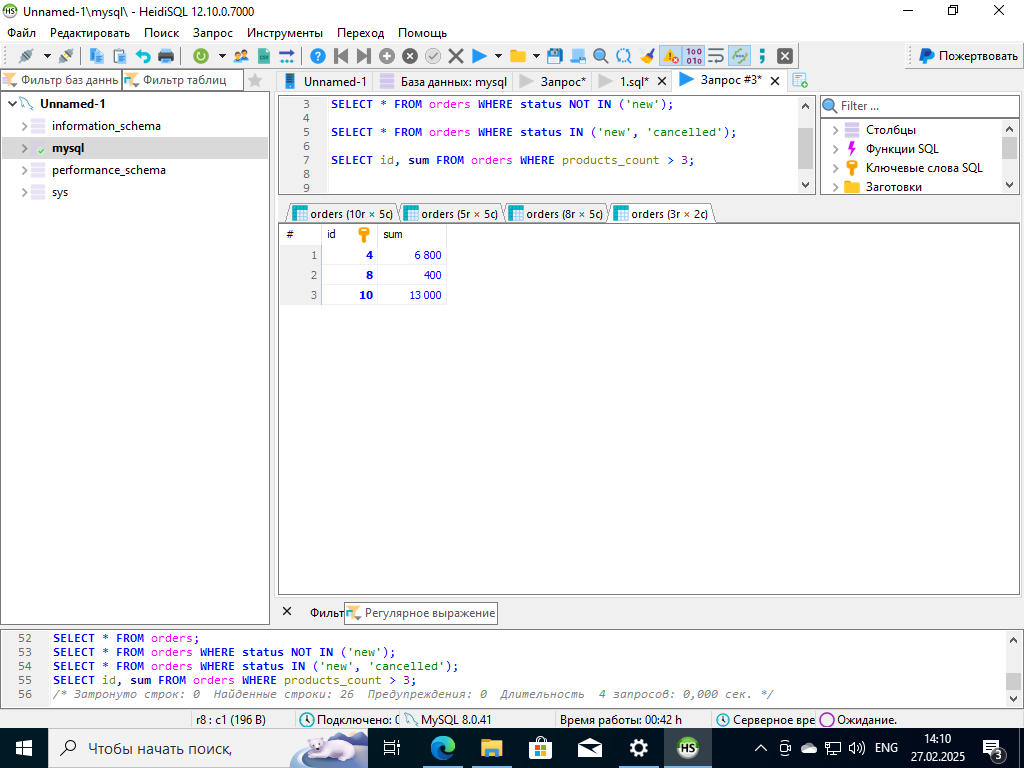 Unnamed-1\mysql\ - HeidiSQL 12.10.0.7000
Файл Редактировать Поиск Запрос Инструменты Переход Помощь
Пожертвовать
Фильтр баз данн Фильтр таблиц
Unnamed-1 База данных: mysql Запрос* 1.sql* Запрос #3*
Unnamed-1
information_schema
mysql
performance_schema
sys
3 SELECT * FROM orders WHERE status NOT IN ('new');
4
5 SELECT * FROM orders WHERE status IN ('new', 'cancelled');
6
7 SELECT id, sum FROM orders WHERE products_count > 3;
8
9
Filter ...
Столбцы
Функции SQL
Ключевые слова SQL
Заготовки
orders (10r × 5c) orders (5r × 5c) orders (8r × 5c) orders (3r × 2c)
# id sum
1 4 6 800
2 8 400
3 10 13 000
Фильт Регулярное выражение
52 SELECT * FROM orders;
53 SELECT * FROM orders WHERE status NOT IN ('new');
54 SELECT * FROM orders WHERE status IN ('new', 'cancelled');
55 SELECT id, sum FROM orders WHERE products_count > 3;
56 /* Затронуто строк: 0 Найденные строки: 26 Предупреждения: 0 Длительность 4 запросов: 0,000 сек. */
r8 : c1 (196 B) Подключено: 0 MySQL 8.0.41 Время работы: 00:42 h Серверное вре Ожидание.
Чтобы начать поиск,
HS
ENG
14:10
27.02.2025
3